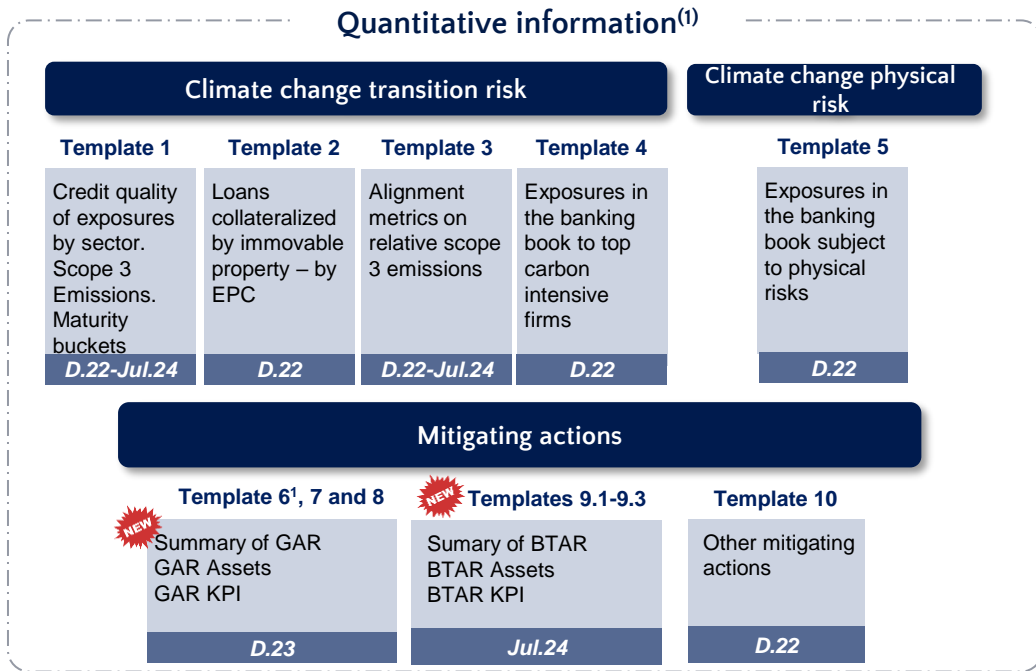 Quantitative information(1)
Climate change transition risk
Climate change physical
risk
Template 1
Credit quality
of exposures
by sector.
Scope 3
Emissions.
Maturity
buckets
D.22-Jul.24
Template 2
Loans
collateralized
by immovable
property – by
EPC
D.22
Template 3
Alignment
metrics on
relative scope
3 emissions
D.22-Jul.24
Template 4
Exposures in
the banking
book to top
carbon
intensive
firms
D.22
Template 5
Exposures in
the banking
book subject
to physical
risks
D.22
Mitigating actions
Template 6¹, 7 and 8
NEW
Summary of GAR
GAR Assets
GAR KPI
D.23
NEW
Templates 9.1-9.3
Sumary of BTAR
BTAR Assets
BTAR KPI
Jul.24
Template 10
Other mitigating
actions
D.22